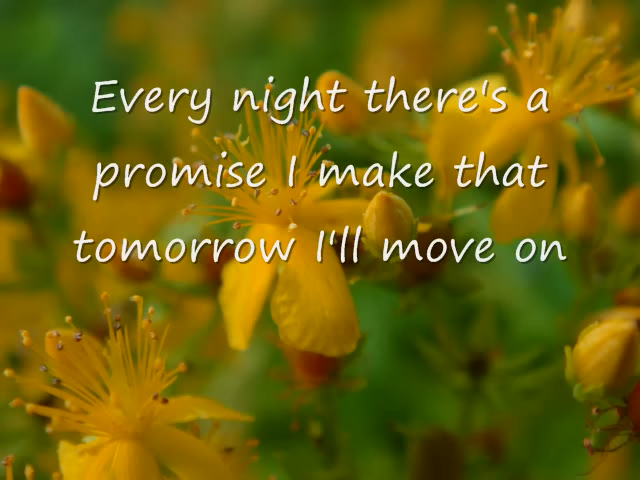 Every night there's a
promise I make that
tomorrow I'll move on